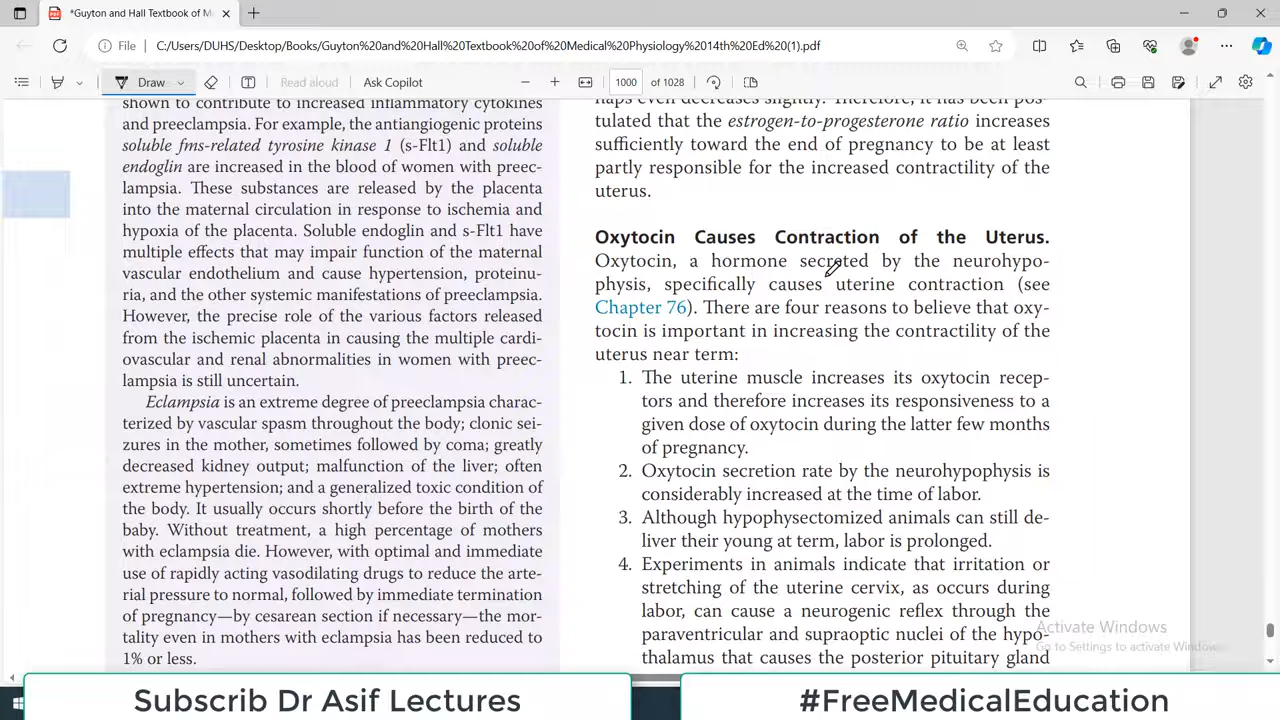 *Guyton and Hall Textbook of M
File
C:/Users/DUHS/Desktop/Books/Guyton%20and%20Hall%20Textbook%20of%20Medical%20Physiology%2014th%20Ed%20(1).pdf
Draw
Read aloud
Ask Copilot
1000 of 1028
shown to contribute to increased inflammatory cytokines
and preeclampsia. For example, the antiangiogenic proteins
soluble fms-related tyrosine kinase 1 (s-Flt1) and soluble
endoglin are increased in the blood of women with preec-
lampsia. These substances are released by the placenta
into the maternal circulation in response to ischemia and
hypoxia of the placenta. Soluble endoglin and s-Flt1 have
multiple effects that may impair function of the maternal
vascular endothelium and cause hypertension, proteinu-
ria, and the other systemic manifestations of preeclampsia.
However, the precise role of the various factors released
from the ischemic placenta in causing the multiple cardi-
ovascular and renal abnormalities in women with preec-
lampsia is still uncertain.
Eclampsia is an extreme degree of preeclampsia charac-
terized by vascular spasm throughout the body; clonic sei-
zures in the mother, sometimes followed by coma; greatly
decreased kidney output; malfunction of the liver; often
extreme hypertension; and a generalized toxic condition of
the body. It usually occurs shortly before the birth of the
baby. Without treatment, a high percentage of mothers
with eclampsia die. However, with optimal and immediate
use of rapidly acting vasodilating drugs to reduce the arte-
rial pressure to normal, followed by immediate termination
of pregnancy—by cesarean section if necessary—the mor-
tality even in mothers with eclampsia has been reduced to
1% or less.
haps even decreases slightly. Therefore, it has been pos-
tulated that the estrogen-to-progesterone ratio increases
sufficiently toward the end of pregnancy to be at least
partly responsible for the increased contractility of the
uterus.
Oxytocin Causes Contraction of the Uterus.
Oxytocin, a hormone secreted by the neurohypo-
physis, specifically causes uterine contraction (see
Chapter 76). There are four reasons to believe that oxy-
tocin is important in increasing the contractility of the
uterus near term:
1. The uterine muscle increases its oxytocin recep-
tors and therefore increases its responsiveness to a
given dose of oxytocin during the latter few months
of pregnancy.
2. Oxytocin secretion rate by the neurohypophysis is
considerably increased at the time of labor.
3. Although hypophysectomized animals can still de-
liver their young at term, labor is prolonged.
4. Experiments in animals indicate that irritation or
stretching of the uterine cervix, as occurs during
labor, can cause a neurogenic reflex through the
paraventricular and supraoptic nuclei of the hypo-
thalamus that causes the posterior pituitary gland
Activate Windows
Go to Settings to activate Windows
Subscrib Dr Asif Lectures
#FreeMedicalEducation